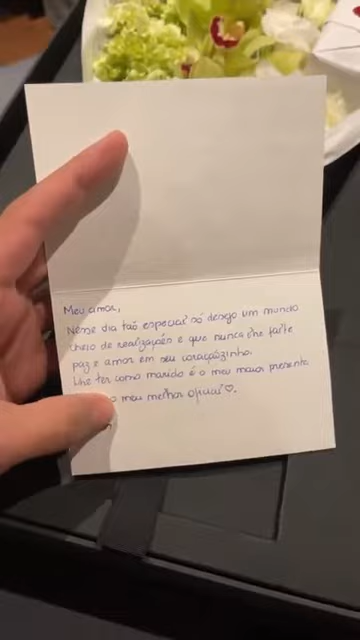 Meu amor,
Nesse dia tão especial só desejo um mundo
cheio de realizações e que nunca lhe falte
paz e amor em seu coraçãozinho.
Lhe ter como marido é o meu maior presente
o meu melhor